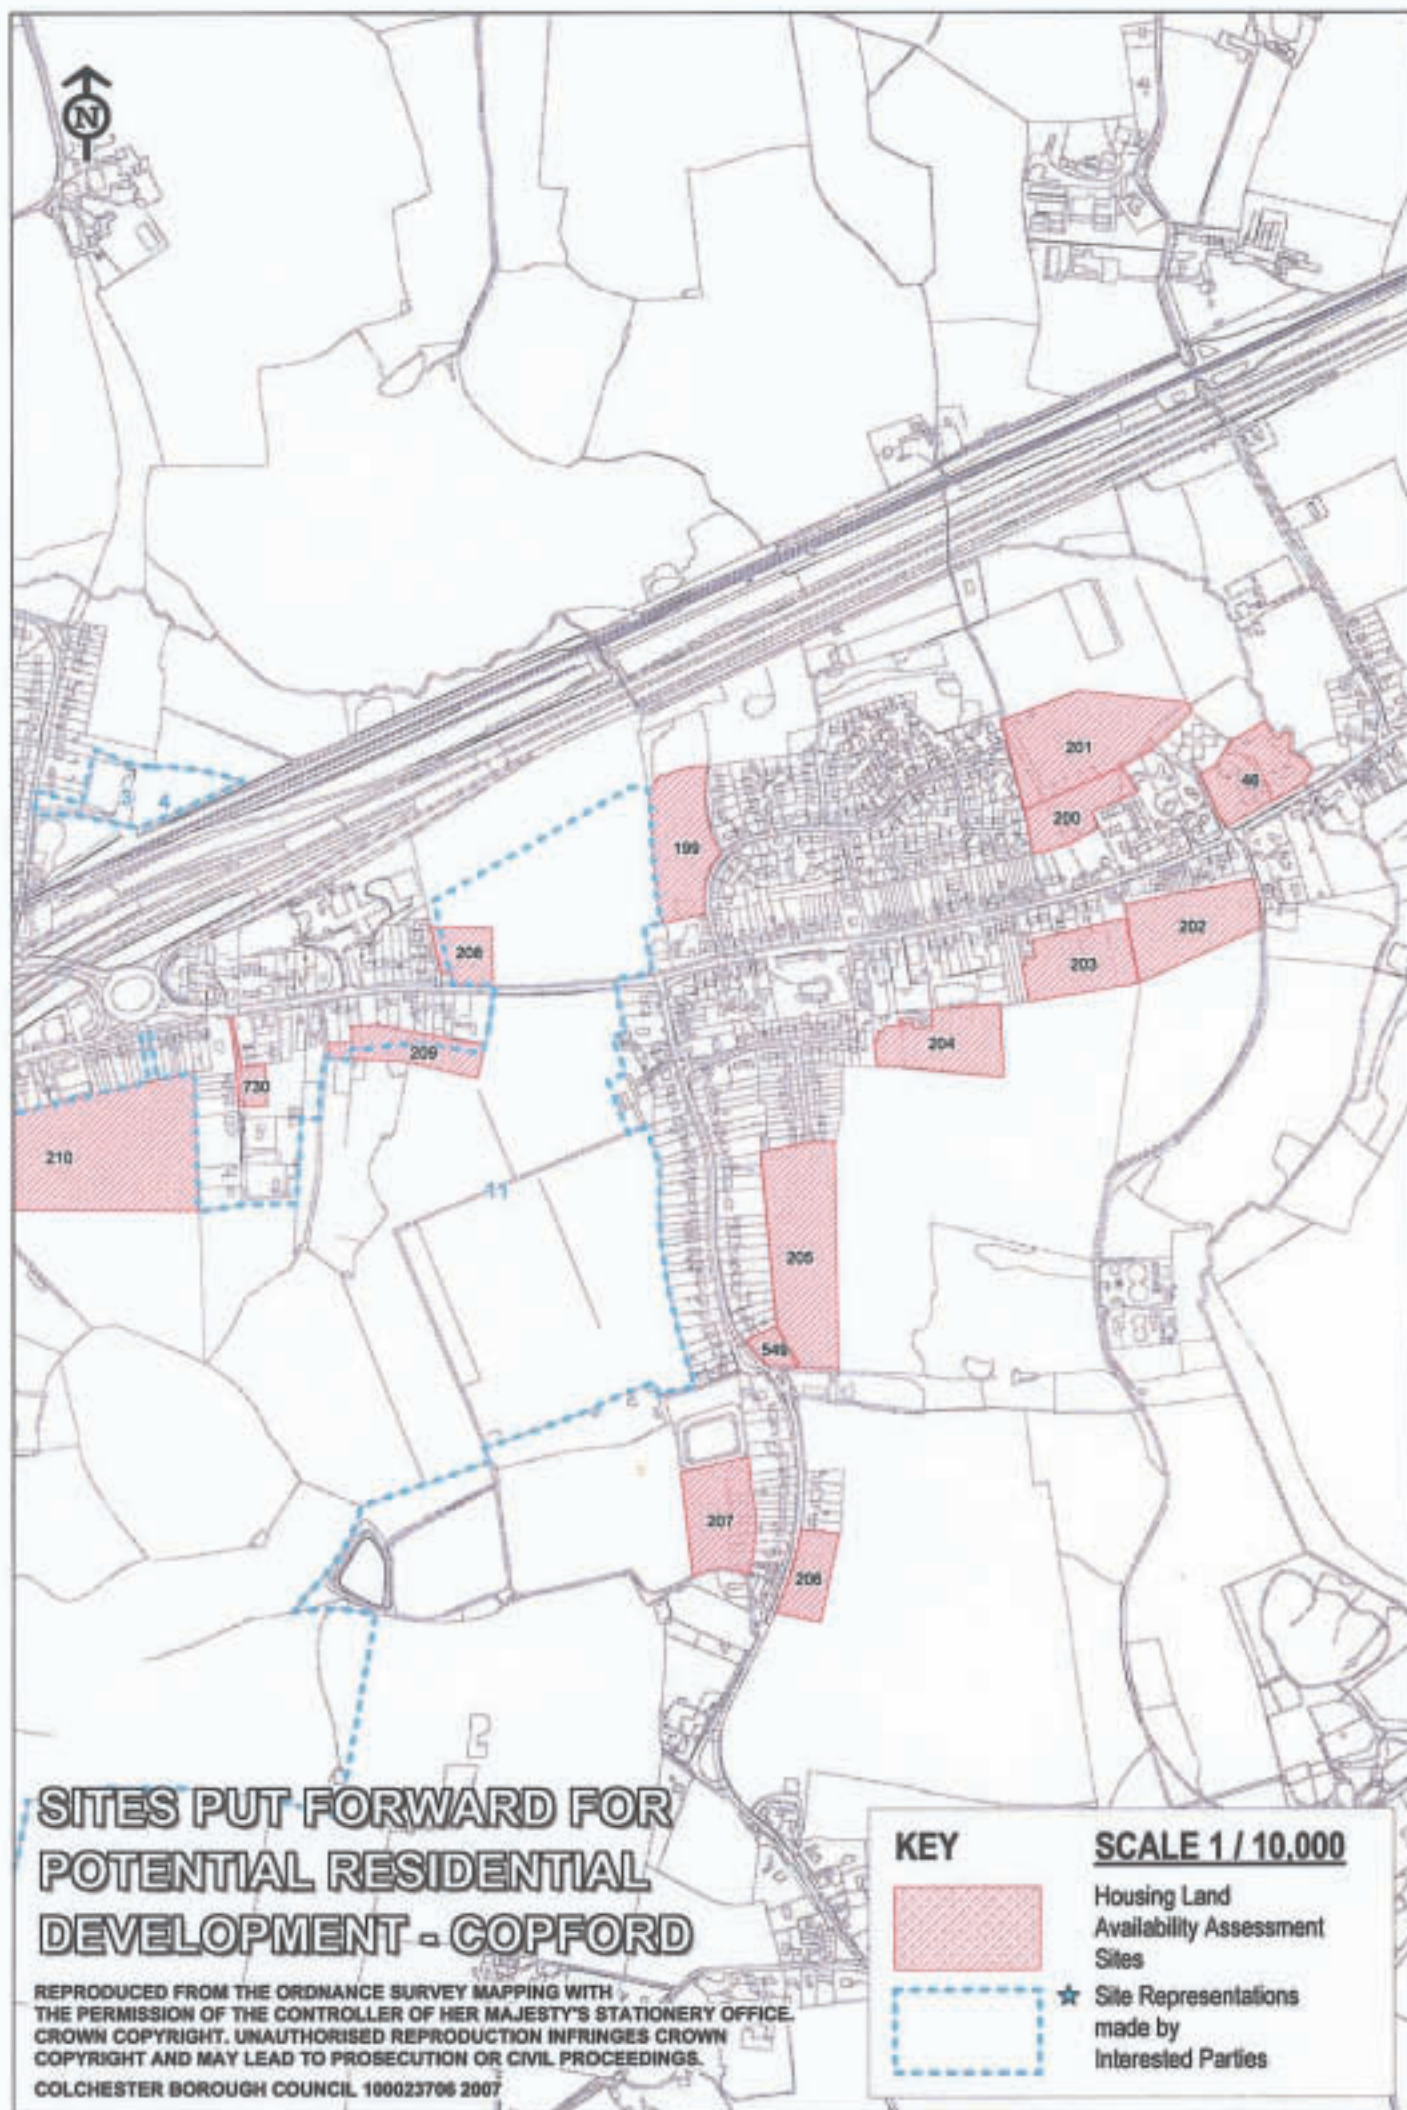 N
4
201
46
200
199
202
208
203
204
209
730
210
11
205
549
207
206
SITES PUT FORWARD FOR
POTENTIAL RESIDENTIAL
DEVELOPMENT - COPFORD
REPRODUCED FROM THE ORDNANCE SURVEY MAPPING WITH
THE PERMISSION OF THE CONTROLLER OF HER MAJESTY'S STATIONERY OFFICE.
CROWN COPYRIGHT. UNAUTHORISED REPRODUCTION INFRINGES CROWN
COPYRIGHT AND MAY LEAD TO PROSECUTION OR CIVIL PROCEEDINGS.
COLCHESTER BOROUGH COUNCIL 100023706 2007
KEY
SCALE 1 / 10,000
Housing Land
Availability Assessment
Sites
Site Representations
made by
Interested Parties